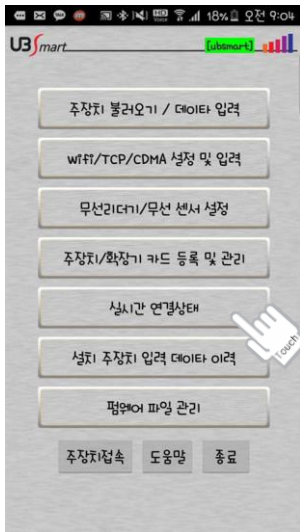 18% 오전 9:04
UBSmart
[ubsmart]
주장치 불러오기 / 데이타 입력
wifi/TCP/CDMA 설정 및 입력
무선리더기/무선 센서 설정
주장치/확장기 카드 등록 및 관리
실시간 연결상태
Touch
설치 주장치 입력 데이타 이력
펌웨어 파일 관리
주장치접속 도움말 종료